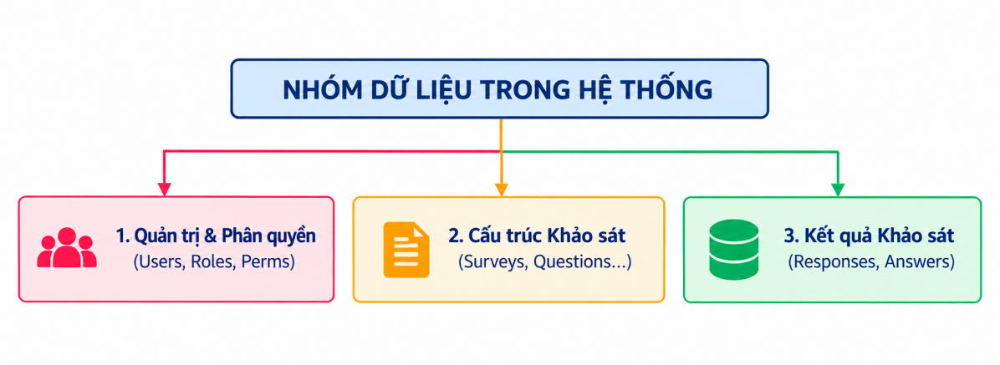 NHÓM DỮ LIỆU TRONG HỆ THỐNG
1. Quản trị & Phân quyền
(Users, Roles, Perms)
2. Cấu trúc Khảo sát
(Surveys, Questions...)
3. Kết quả Khảo sát
(Responses, Answers)